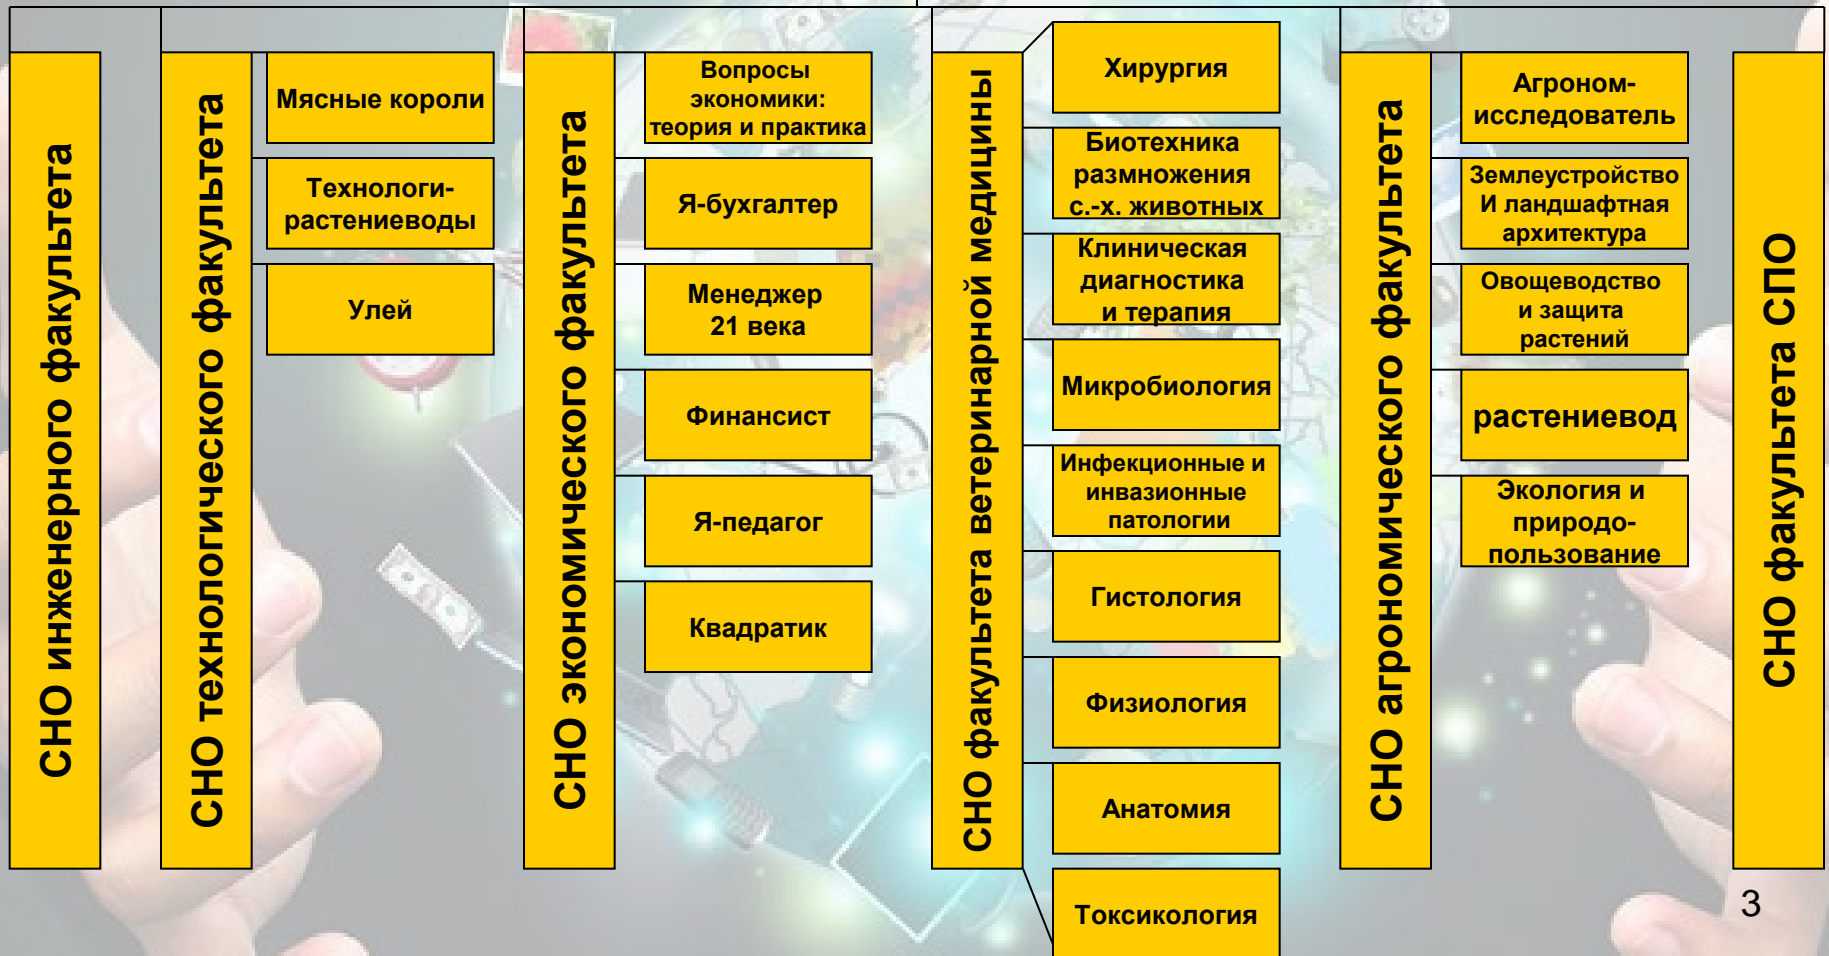 СНО инженерного факультета
СНО технологического факультета
Мясные короли
Технологи-
растениеводы
Улей
СНО экономического факультета
Вопросы
экономики:
теория и практика
Я-бухгалтер
Менеджер
21 века
Финансист
Я-педагог
Квадратик
СНО факультета ветеринарной медицины
Хирургия
Биотехника
размножения
с.-х. животных
Клиническая
диагностика
и терапия
Микробиология
Инфекционные и
инвазионные
патологии
Гистология
Физиология
Анатомия
Токсикология
СНО агрономического факультета
Агроном-
исследователь
Землеустройство
И ландшафтная
архитектура
Овощеводство
и защита
растений
растениевод
Экология и
природо-
пользование
СНО факультета СПО
3